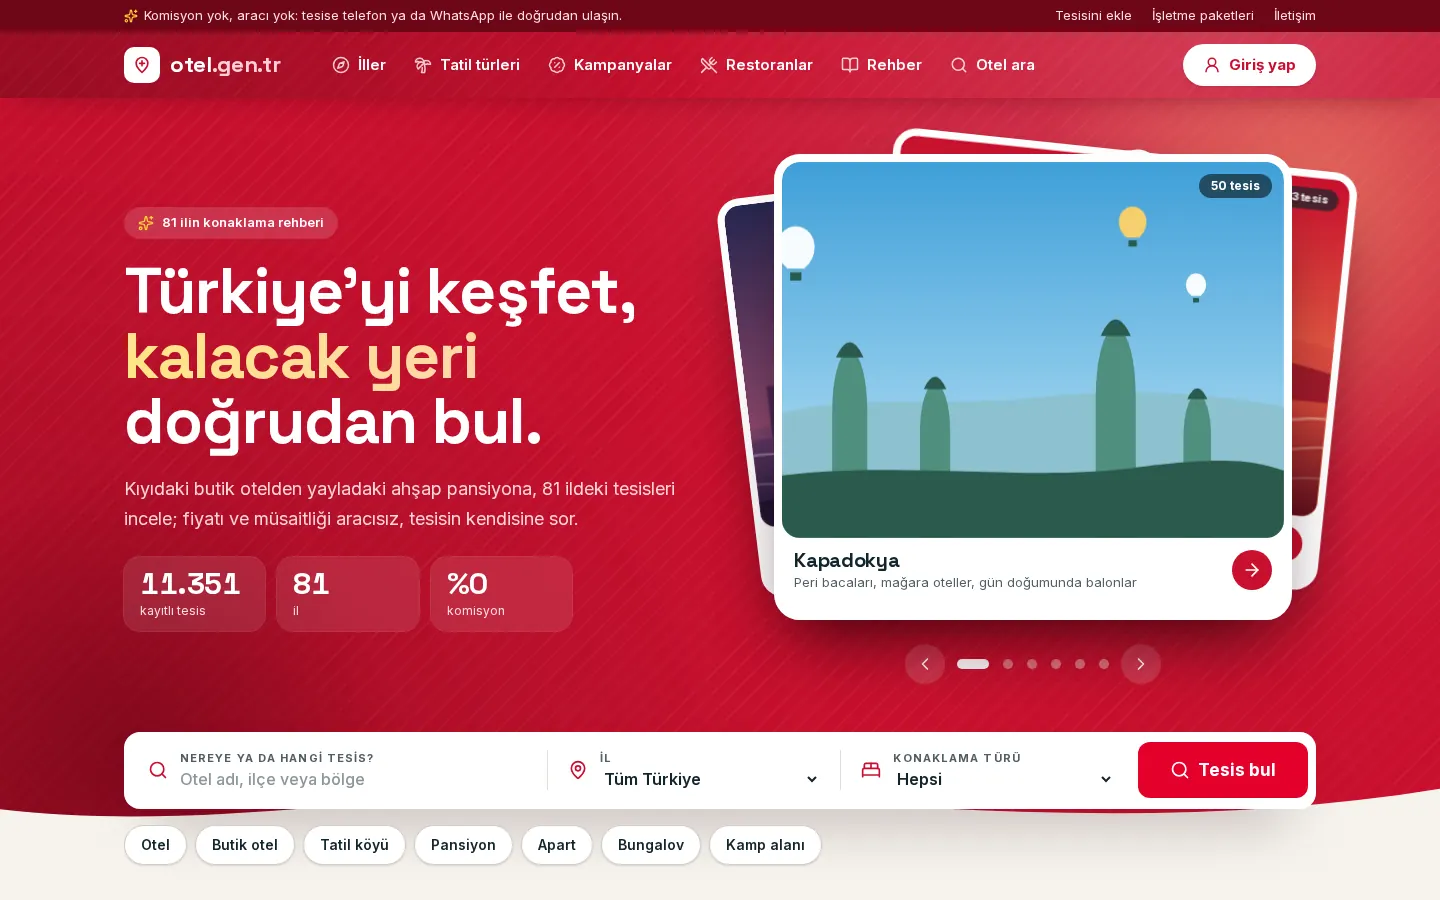 Komisyon yok, aracı yok: tesise telefon ya da WhatsApp ile doğrudan ulaşın.
Tesisini ekle
İşletme paketleri
İletişim
otel.gen.tr
İller
Tatil türleri
Kampanyalar
Restoranlar
Rehber
Otel ara
Giriş yap
81 ilin konaklama rehberi
Türkiye’yi keşfet,
kalacak yeri
doğrudan bul.
Kıyıdaki butik otelden yayladaki ahşap pansiyona, 81 ildeki tesisleri
incele; fiyatı ve müsaitliği aracısız, tesisin kendisine sor.
11.351
kayıtlı tesis
81
il
%0
komisyon
50 tesis
3 tesis
Kapadokya
Peri bacaları, mağara oteller, gün doğumunda balonlar
NEREYE YA DA HANGİ TESİS?
Otel adı, ilçe veya bölge
İL
Tüm Türkiye
KONAKLAMA TÜRÜ
Hepsi
Tesis bul
Otel
Butik otel
Tatil köyü
Pansiyon
Apart
Bungalov
Kamp alanı